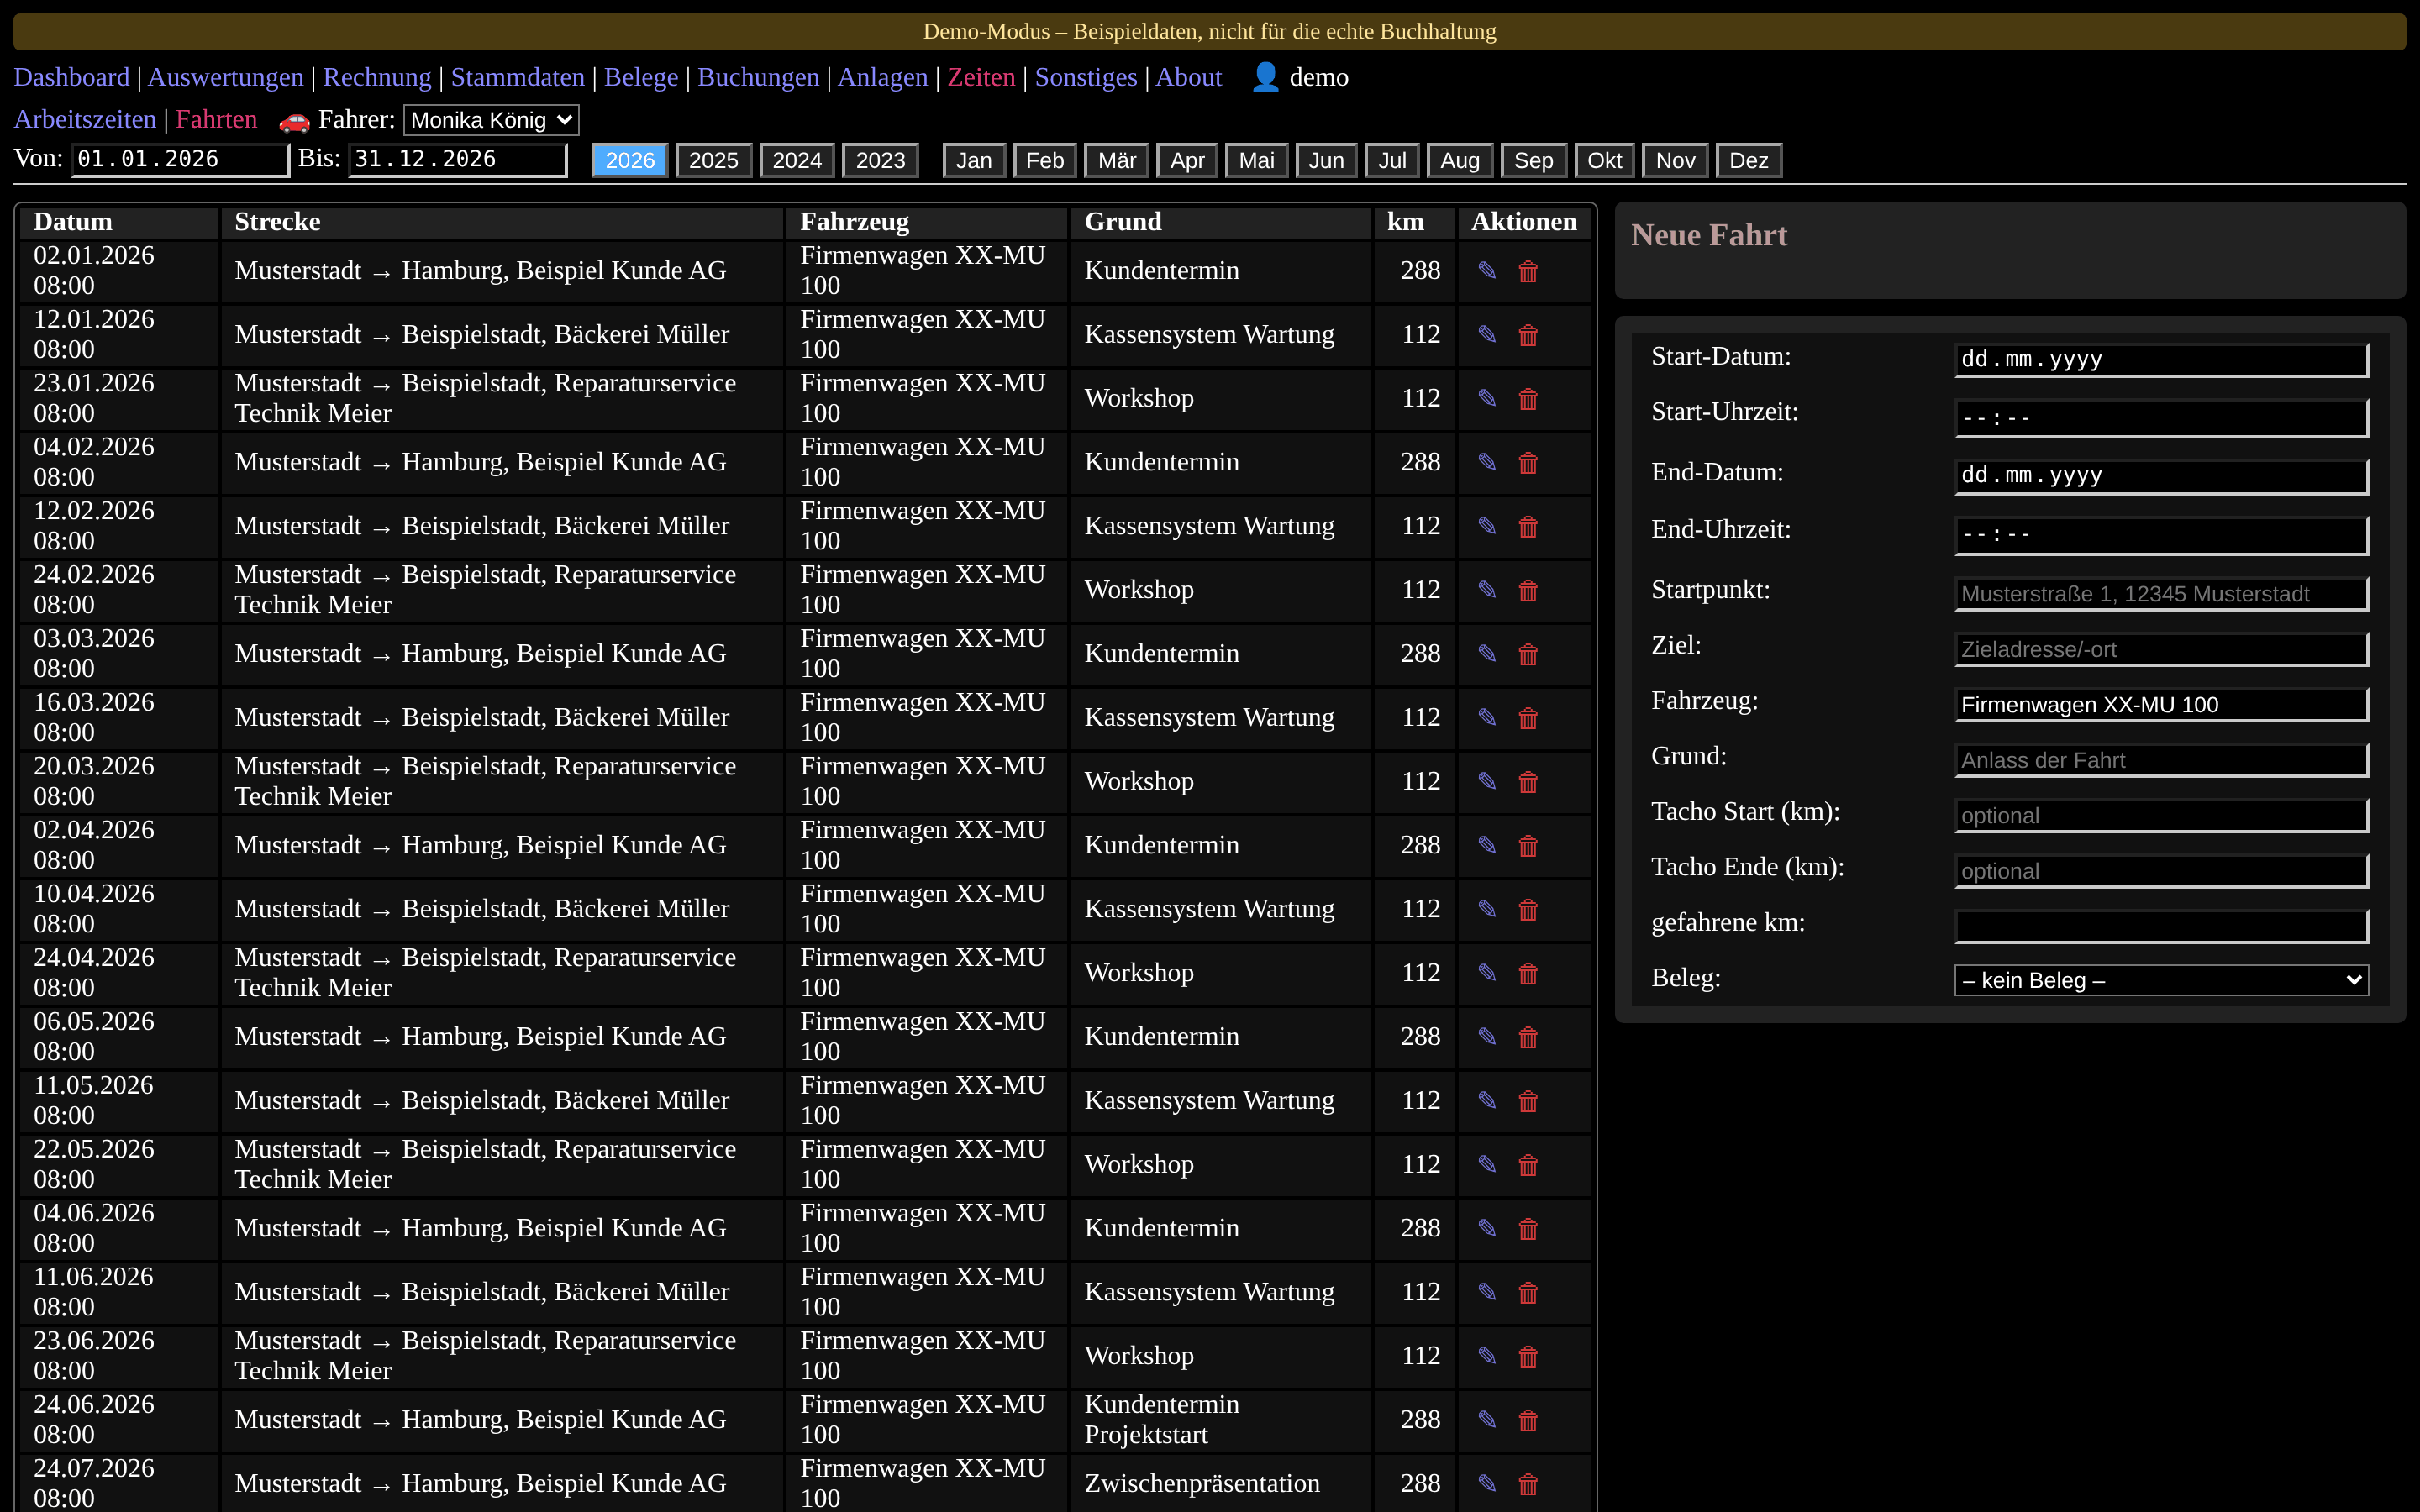 Demo-Modus – Beispieldaten, nicht für die echte Buchhaltung
Dashboard | Auswertungen | Rechnung | Stammdaten | Belege | Buchungen | Anlagen | Zeiten | Sonstiges | About 👤 demo
Arbeitszeiten | Fahrten 🚗 Fahrer: Monika König
Von: 01.01.2026 Bis: 31.12.2026 2026 2025 2024 2023 Jan Feb Mär Apr Mai Jun Jul Aug Sep Okt Nov Dez
Datum Strecke Fahrzeug Grund km Aktionen
02.01.2026 08:00 Musterstadt → Hamburg, Beispiel Kunde AG Firmenwagen XX-MU 100 Kundentermin 288
12.01.2026 08:00 Musterstadt → Beispielstadt, Bäckerei Müller Firmenwagen XX-MU 100 Kassensystem Wartung 112
23.01.2026 08:00 Musterstadt → Beispielstadt, Reparaturservice Technik Meier Firmenwagen XX-MU 100 Workshop 112
04.02.2026 08:00 Musterstadt → Hamburg, Beispiel Kunde AG Firmenwagen XX-MU 100 Kundentermin 288
12.02.2026 08:00 Musterstadt → Beispielstadt, Bäckerei Müller Firmenwagen XX-MU 100 Kassensystem Wartung 112
24.02.2026 08:00 Musterstadt → Beispielstadt, Reparaturservice Technik Meier Firmenwagen XX-MU 100 Workshop 112
03.03.2026 08:00 Musterstadt → Hamburg, Beispiel Kunde AG Firmenwagen XX-MU 100 Kundentermin 288
16.03.2026 08:00 Musterstadt → Beispielstadt, Bäckerei Müller Firmenwagen XX-MU 100 Kassensystem Wartung 112
20.03.2026 08:00 Musterstadt → Beispielstadt, Reparaturservice Technik Meier Firmenwagen XX-MU 100 Workshop 112
02.04.2026 08:00 Musterstadt → Hamburg, Beispiel Kunde AG Firmenwagen XX-MU 100 Kundentermin 288
10.04.2026 08:00 Musterstadt → Beispielstadt, Bäckerei Müller Firmenwagen XX-MU 100 Kassensystem Wartung 112
24.04.2026 08:00 Musterstadt → Beispielstadt, Reparaturservice Technik Meier Firmenwagen XX-MU 100 Workshop 112
06.05.2026 08:00 Musterstadt → Hamburg, Beispiel Kunde AG Firmenwagen XX-MU 100 Kundentermin 288
11.05.2026 08:00 Musterstadt → Beispielstadt, Bäckerei Müller Firmenwagen XX-MU 100 Kassensystem Wartung 112
22.05.2026 08:00 Musterstadt → Beispielstadt, Reparaturservice Technik Meier Firmenwagen XX-MU 100 Workshop 112
04.06.2026 08:00 Musterstadt → Hamburg, Beispiel Kunde AG Firmenwagen XX-MU 100 Kundentermin 288
11.06.2026 08:00 Musterstadt → Beispielstadt, Bäckerei Müller Firmenwagen XX-MU 100 Kassensystem Wartung 112
23.06.2026 08:00 Musterstadt → Beispielstadt, Reparaturservice Technik Meier Firmenwagen XX-MU 100 Workshop 112
24.06.2026 08:00 Musterstadt → Hamburg, Beispiel Kunde AG Firmenwagen XX-MU 100 Kundentermin Projektstart 288
24.07.2026 08:00 Musterstadt → Hamburg, Beispiel Kunde AG Firmenwagen XX-MU 100 Zwischenpräsentation 288
Neue Fahrt
Start-Datum: dd.mm.yyyy
Start-Uhrzeit: --:--
End-Datum: dd.mm.yyyy
End-Uhrzeit: --:--
Startpunkt: Musterstraße 1, 12345 Musterstadt
Ziel: Zieladresse/-ort
Fahrzeug: Firmenwagen XX-MU 100
Grund: Anlass der Fahrt
Tacho Start (km): optional
Tacho Ende (km): optional
gefahrene km:
Beleg: – kein Beleg –